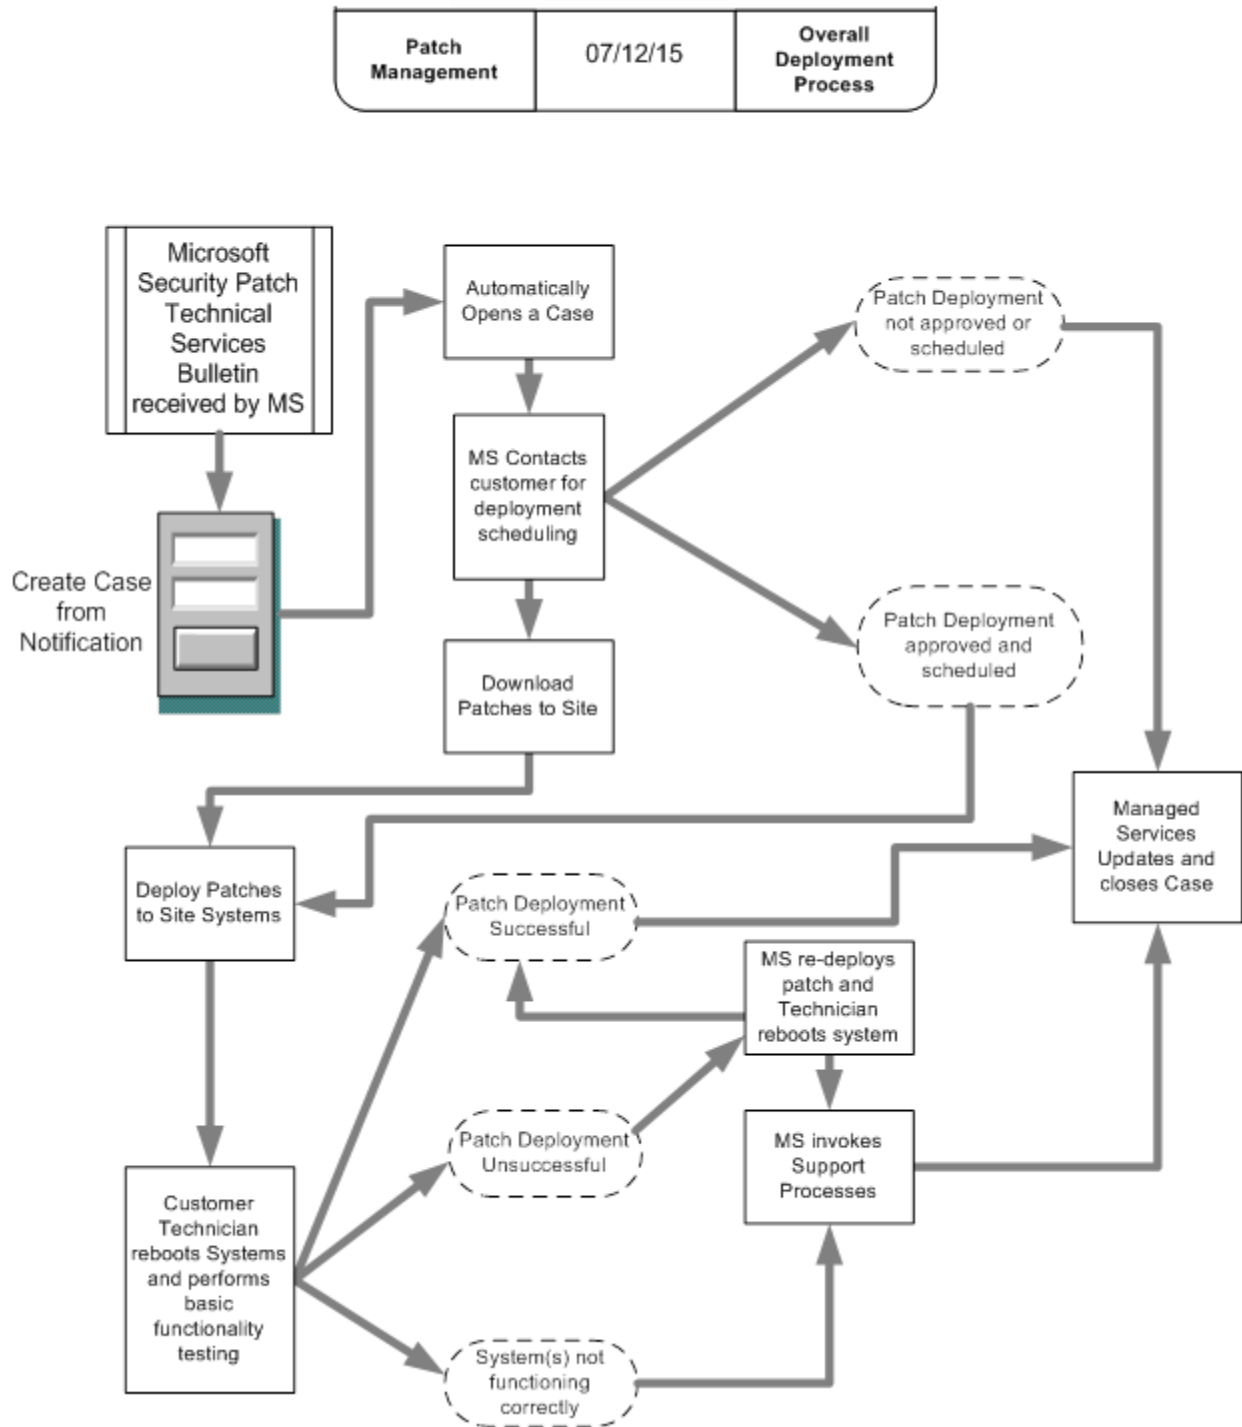 Patch
Management
07/12/15
Overall
Deployment
Process
Microsoft
Security Patch
Technical
Services
Bulletin
received by MS
Automatically
Opens a Case
Patch Deployment
not approved or
scheduled
MS Contacts
customer for
deployment
scheduling
Create Case
from
Notification
Patch Deployment
approved and
scheduled
Download
Patches to Site
Managed
Services
Updates and
closes Case
Deploy Patches
to Site Systems
Patch Deployment
Successful
MS re-deploys
patch and
Technician
reboots system
Patch Deployment
Unsuccessful
MS invokes
Support
Processes
Customer
Technician
reboots Systems
and performs
basic
functionality
testing
System(s) not
functioning
correctly